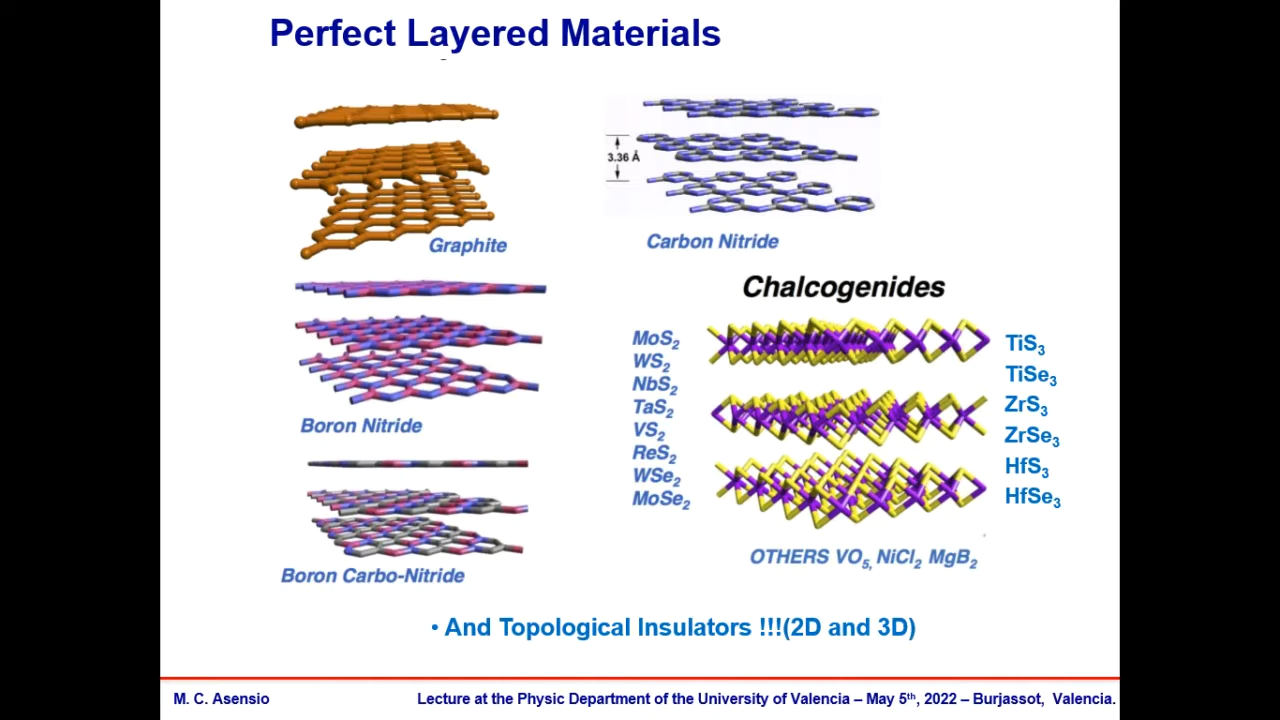 Perfect Layered Materials
3.36 Å
Graphite
Carbon Nitride
Boron Nitride
Boron Carbo-Nitride
Chalcogenides
MoS2
WS2
NbS2
TaS2
VS2
ReS2
WSe2
MoSe2
TiS3
TiSe3
ZrS3
ZrSe3
HfS3
HfSe3
OTHERS VO5, NiCl2 MgB2
• And Topological Insulators !!!(2D and 3D)
M. C. Asensio
Lecture at the Physic Department of the University of Valencia – May 5th, 2022 – Burjassot, Valencia.